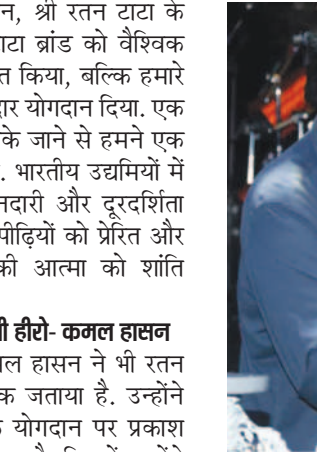 न, श्री रतन टाटा के
टाटा ब्रांड को वैश्विक
त किया, बल्कि हमारे
दार योगदान दिया. एक
के जाने से हमने एक
. भारतीय उद्यमियों में
नदारी और दूरदर्शिता
पीढ़ियों को प्रेरित और
की आत्मा को शांति
ी हीरो- कमल हासन
ल हासन ने भी रतन
क जताया है. उन्होंने
योगदान पर प्रकाश